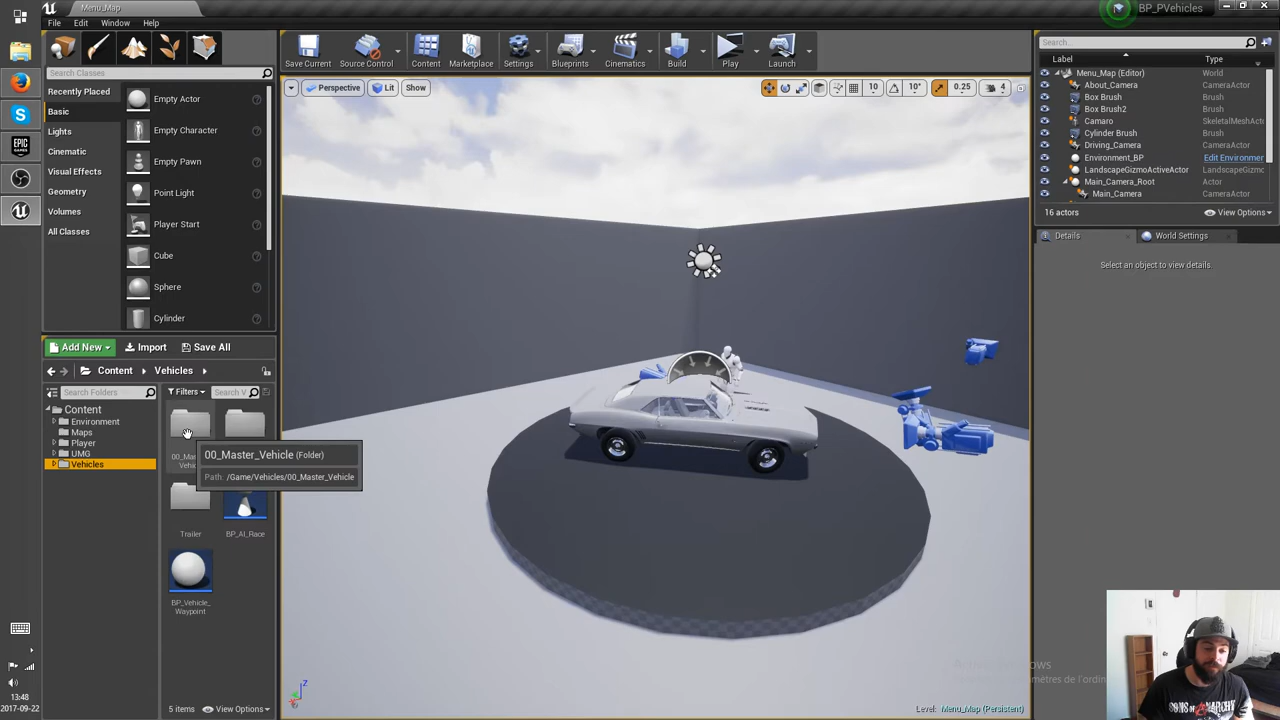 Menu_Map
BP_PVehicles
File Edit Window Help
Search Classes
Recently Placed
Basic
Lights
Cinematic
Visual Effects
Geometry
Volumes
All Classes
Empty Actor
Empty Character
Empty Pawn
Point Light
Player Start
Cube
Sphere
Cylinder
Save Current
Source Control
Content
Marketplace
Settings
Blueprints
Cinematics
Build
Play
Launch
Perspective
Lit
Show
10
10°
0.25
4
Search...
Label Type
Menu_Map (Editor) World
About_Camera CameraActor
Box Brush Brush
Box Brush2 Brush
Camaro SkeletalMeshActo
Cylinder Brush Brush
Driving_Camera CameraActor
Environment_BP Edit Environmer
LandscapeGizmoActiveActor LandscapeGizmo
Main_Camera_Root Actor
Main_Camera CameraActor
16 actors
View Options
Details
World Settings
Select an object to view details.
Add New
Import
Save All
Content
Vehicles
Search Folders
Filters
Search V
Content
Environment
Maps
Player
UMG
Vehicles
00_Master_Vehicle (Folder)
Path: /Game/Vehicles/00_Master_Vehicle
Trailer
BP_AI_Race
BP_Vehicle_
Waypoint
5 items
View Options
Level: Menu_Map (Persistent)
EPIC
GAMES
13:48
2017-09-22